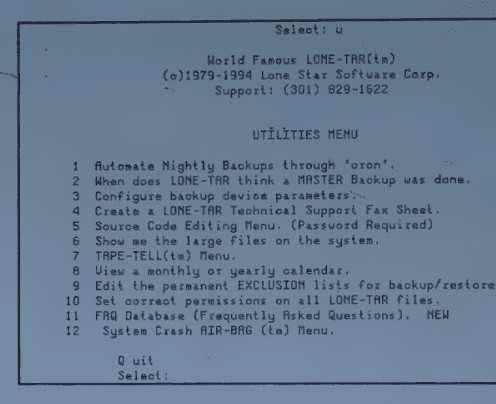 Select: u
World Famous LONE-TAR(tm)
(c)1979-1994 Lone Star Software Corp.
Support: (301) 829-1622
UTILITIES MENU
1 Automate Nightly Backups through 'cron'.
2 When does LONE-TAR think a MASTER Backup was done.
3 Configure backup device parameters.
4 Create a LONE-TAR Technical Support Fax Sheet.
5 Source Code Editing Menu. (Password Required)
6 Show me the large files on the system.
7 TAPE-TELL(tm) Menu.
8 View a monthly or yearly calendar.
9 Edit the permanent EXCLUSION lists for backup/restore
10 Set correct permissions on all LONE-TAR files.
11 FAQ Database (Frequently Asked Questions). NEW
12 System Crash AIR-BAG (tm) Menu.
Q uit
Select: